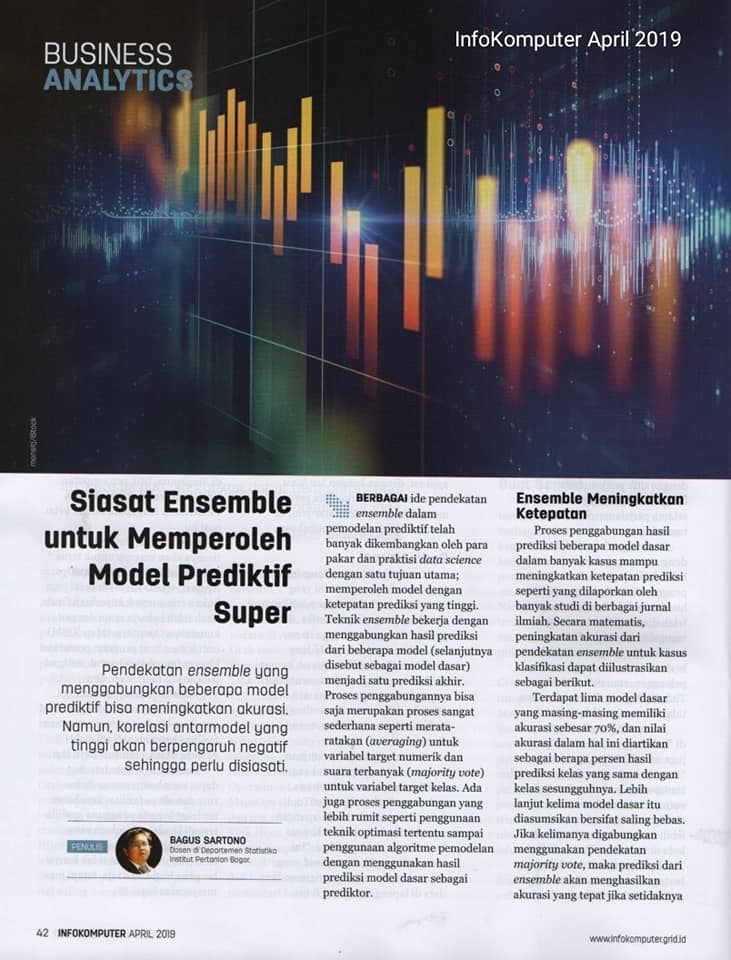 InfoKomputer April 2019
BUSINESS
ANALYTICS
Siasat Ensemble
untuk Memperoleh
Model Prediktif
Super
Pendekatan ensemble yang
menggabungkan beberapa model
prediktif bisa meningkatkan akurasi.
Namun, korelasi antarmodel yang
tinggi akan berpengaruh negatif
sehingga perlu disiasati.
PENULIS
BAGUS SARTONO
Dosen di Departemen Statistika
Institut Pertanian Bogor.
BERBAGAI ide pendekatan
ensemble dalam
pemodelan prediktif telah
banyak dikembangkan oleh para
pakar dan praktisi data science
dengan satu tujuan utama;
memperoleh model dengan
ketepatan prediksi yang tinggi.
Teknik ensemble bekerja dengan
menggabungkan hasil prediksi
dari beberapa model (selanjutnya
disebut sebagai model dasar)
menjadi satu prediksi akhir.
Proses penggabungannya bisa
saja merupakan proses sangat
sederhana seperti merata-
ratakan (averaging) untuk
variabel target numerik dan
suara terbanyak (majority vote)
untuk variabel target kelas. Ada
juga proses penggabungan yang
lebih rumit seperti penggunaan
teknik optimasi tertentu sampai
penggunaan algoritme pemodelan
dengan menggunakan hasil
prediksi model dasar sebagai
prediktor.
Ensemble Meningkatkan
Ketepatan
Proses penggabungan hasil
prediksi beberapa model dasar
dalam banyak kasus mampu
meningkatkan ketepatan prediksi
seperti yang dilaporkan oleh
banyak studi di berbagai jurnal
ilmiah. Secara matematis,
peningkatan akurasi dari
pendekatan ensemble untuk kasus
klasifikasi dapat diilustrasikan
sebagai berikut.
Terdapat lima model dasar
yang masing-masing memiliki
akurasi sebesar 70%, dan nilai
akurasi dalam hal ini diartikan
sebagai berapa persen hasil
prediksi kelas yang sama dengan
kelas sesungguhnya. Lebih
lanjut kelima model dasar itu
diasumsikan bersifat saling bebas.
Jika kelimanya digabungkan
menggunakan pendekatan
majority vote, maka prediksi dari
ensemble akan menghasilkan
akurasi yang tepat jika setidaknya
42 INFOKOMPUTER APRIL 2019
www.infokomputer.grid.id